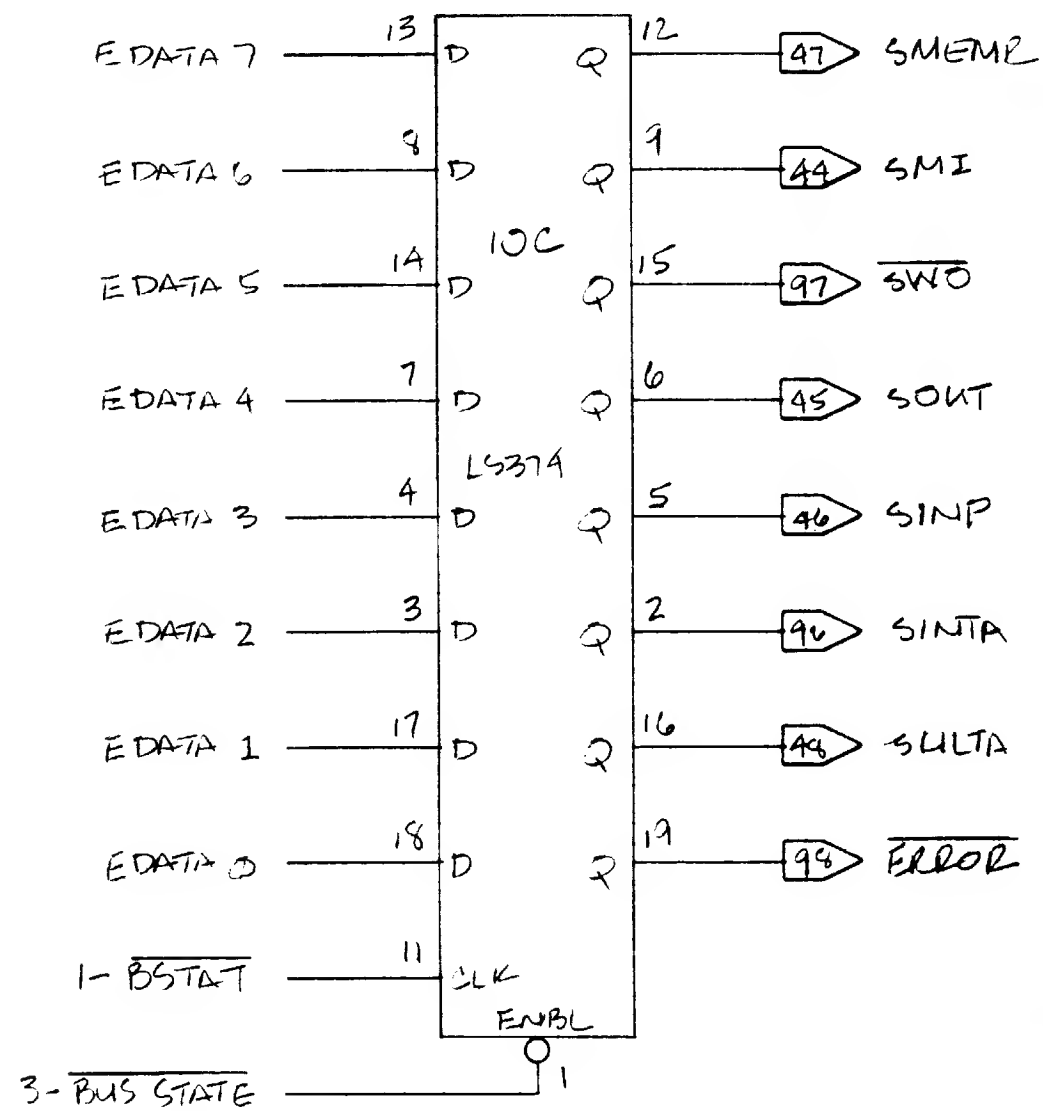 EDATA 7 13 D Q 12 47 SMEMR
EDATA 6 8 D Q 9 44 SMI
10C
EDATA 5 14 D Q 15 97 SWO
EDATA 4 7 D Q 6 45 SOUT
LS374
EDATA 3 4 D Q 5 46 SINP
EDATA 2 3 D Q 2 96 SINTA
EDATA 1 17 D Q 16 48 SHLTA
EDATA 0 18 D Q 19 98 ERROR
1- BSTAT 11 CLK
ENBL
3- BUS STATE 1